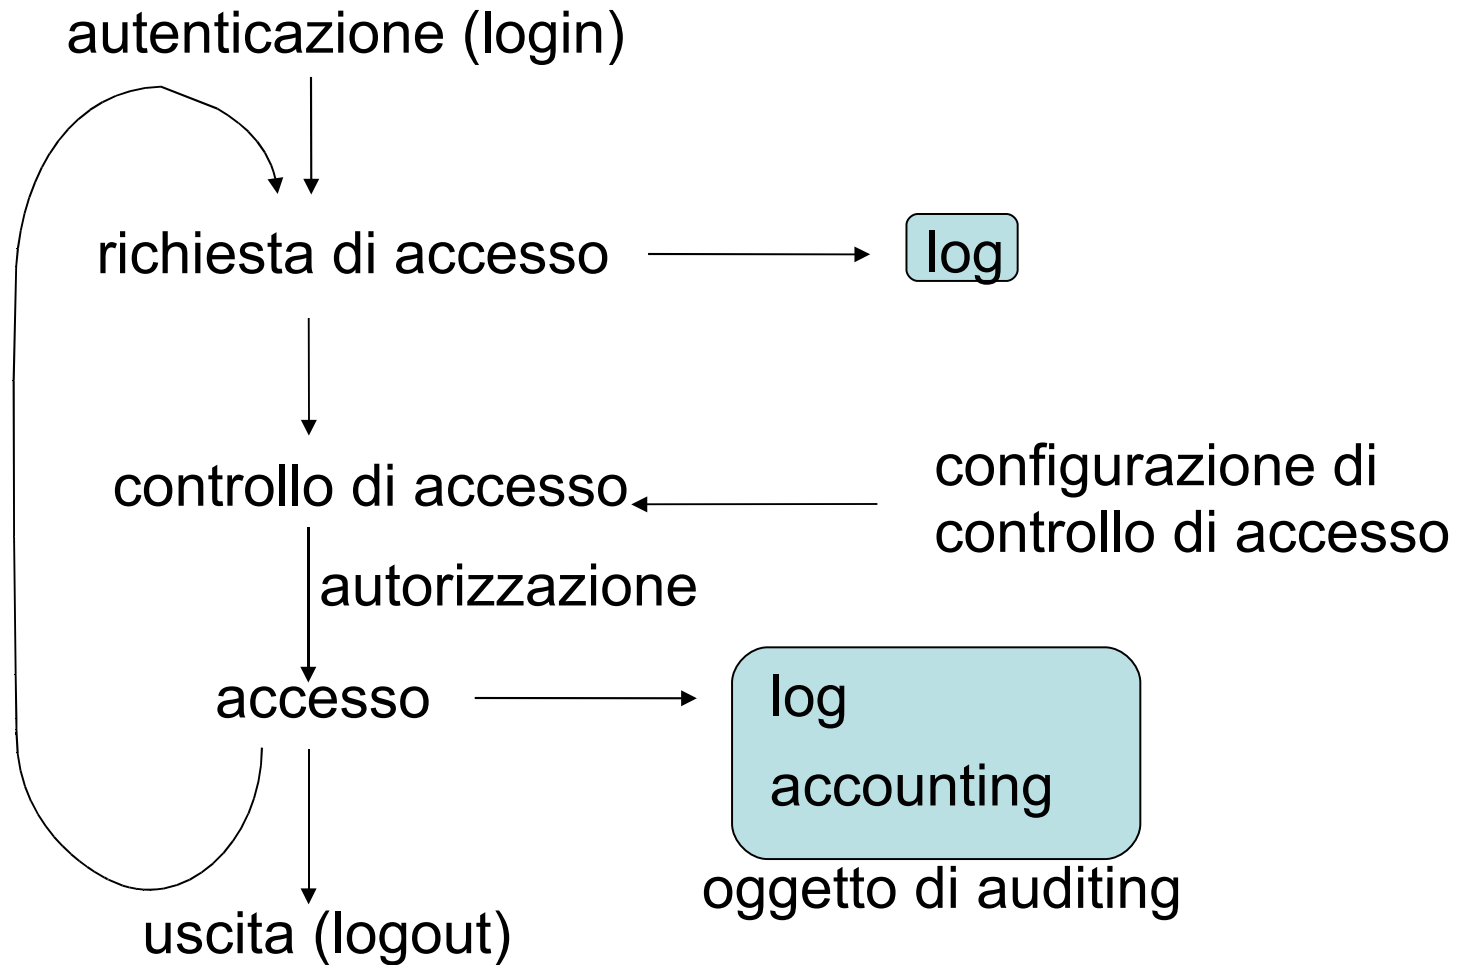 autenticazione (login)
richiesta di accesso
log
controllo di accesso
configurazione di
controllo di accesso
autorizzazione
accesso
log
accounting
oggetto di auditing
uscita (logout)